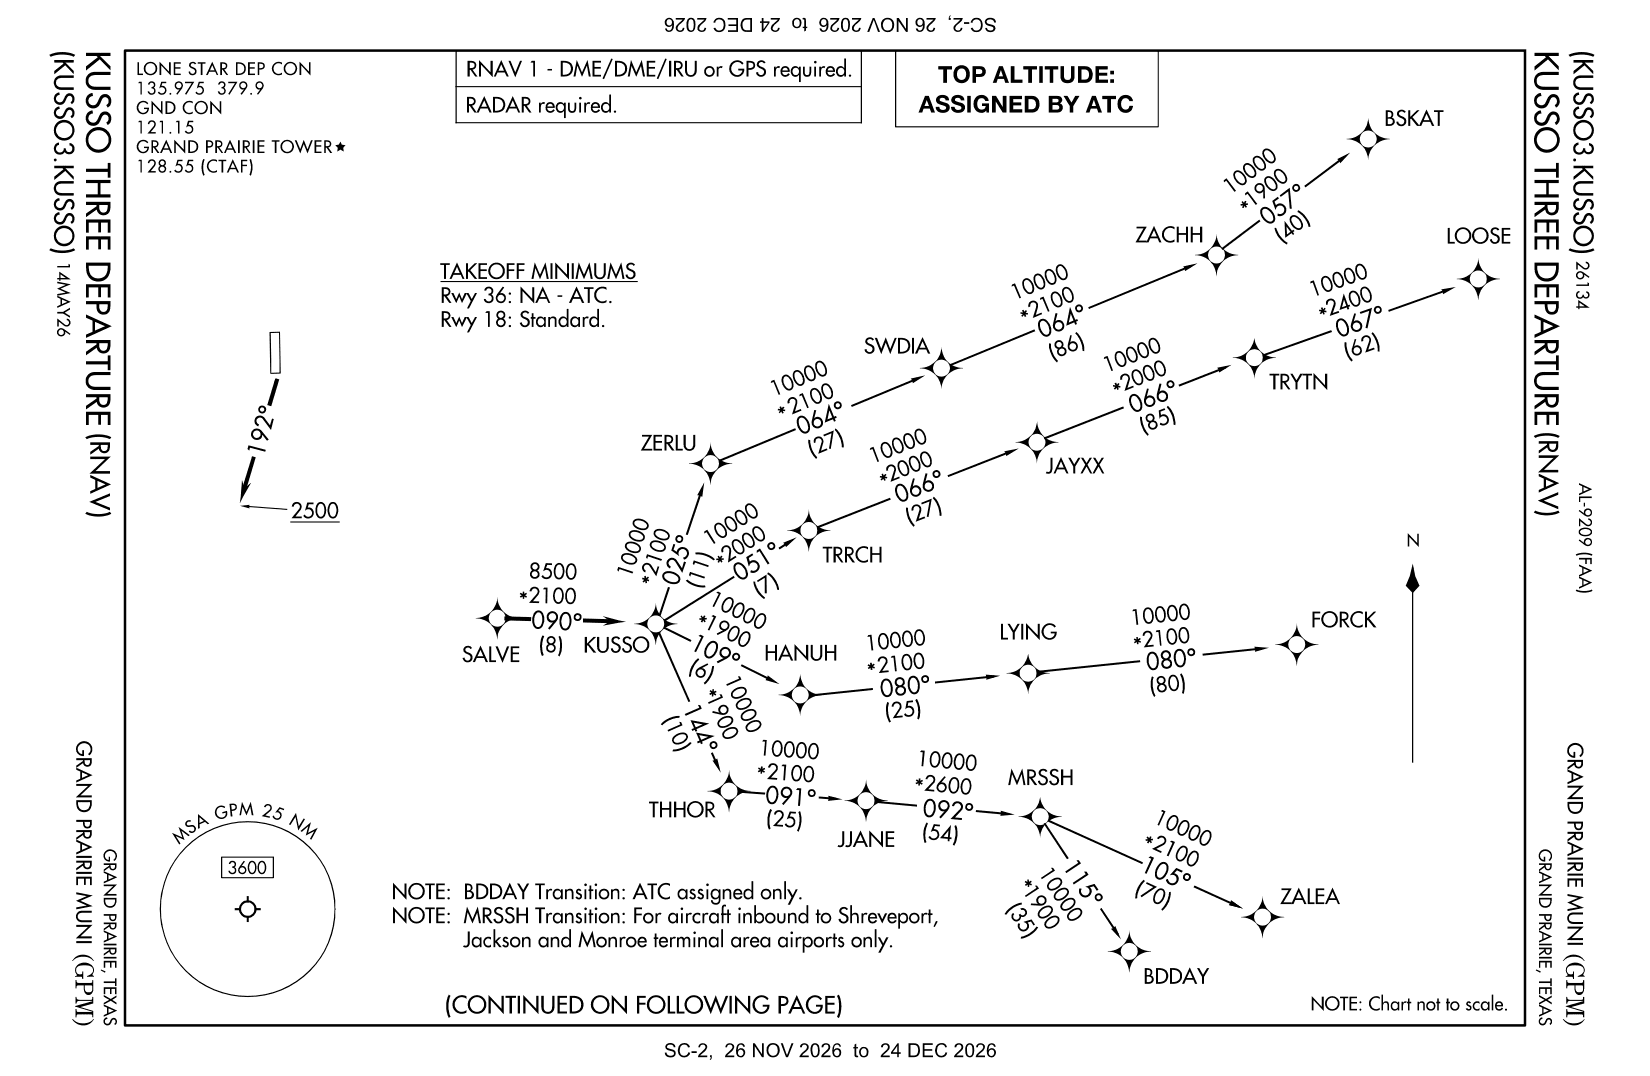 SC-2, 26 NOV 2026 to 24 DEC 2026
KUSSO THREE DEPARTURE (RNAV)
(KUSSO3.KUSSO) 14MAY26
GRAND PRAIRIE, TEXAS
GRAND PRAIRIE MUNI (GPM)
(KUSSO3.KUSSO) 26134
KUSSO THREE DEPARTURE (RNAV)
AL-9209 (FAA)
GRAND PRAIRIE MUNI (GPM)
GRAND PRAIRIE, TEXAS
LONE STAR DEP CON
135.975 379.9
GND CON
121.15
GRAND PRAIRIE TOWER★
128.55 (CTAF)
RNAV 1 - DME/DME/IRU or GPS required.
RADAR required.
TOP ALTITUDE:
ASSIGNED BY ATC
TAKEOFF MINIMUMS
Rwy 36: NA - ATC.
Rwy 18: Standard.
192°
2500
BSKAT
10000
*1900
057°
(40)
ZACHH
LOOSE
10000
*2100
064°
(86)
10000
*2400
067°
(62)
SWDIA
TRYTN
10000
*2100
064°
(27)
10000
*2000
066°
(85)
ZERLU
JAYXX
10000
*2000
066°
(27)
10000
*2100
025°
(11)
10000
*2000
051°
(7)
TRRCH
N
8500
*2100
090°
(8)
SALVE
KUSSO
10000
*1900
109°
(6)
HANUH
10000
*2100
080°
(25)
LYING
10000
*2100
080°
(80)
FORCK
10000
*1900
144°
(10)
THHOR
10000
*2100
091°
(25)
JJANE
10000
*2600
092°
(54)
MRSSH
10000
*2100
105°
(70)
ZALEA
115°
10000
*1900
(35)
BDDAY
MSA GPM 25 NM
3600
NOTE: BDDAY Transition: ATC assigned only.
NOTE: MRSSH Transition: For aircraft inbound to Shreveport,
Jackson and Monroe terminal area airports only.
(CONTINUED ON FOLLOWING PAGE)
NOTE: Chart not to scale.
SC-2, 26 NOV 2026 to 24 DEC 2026